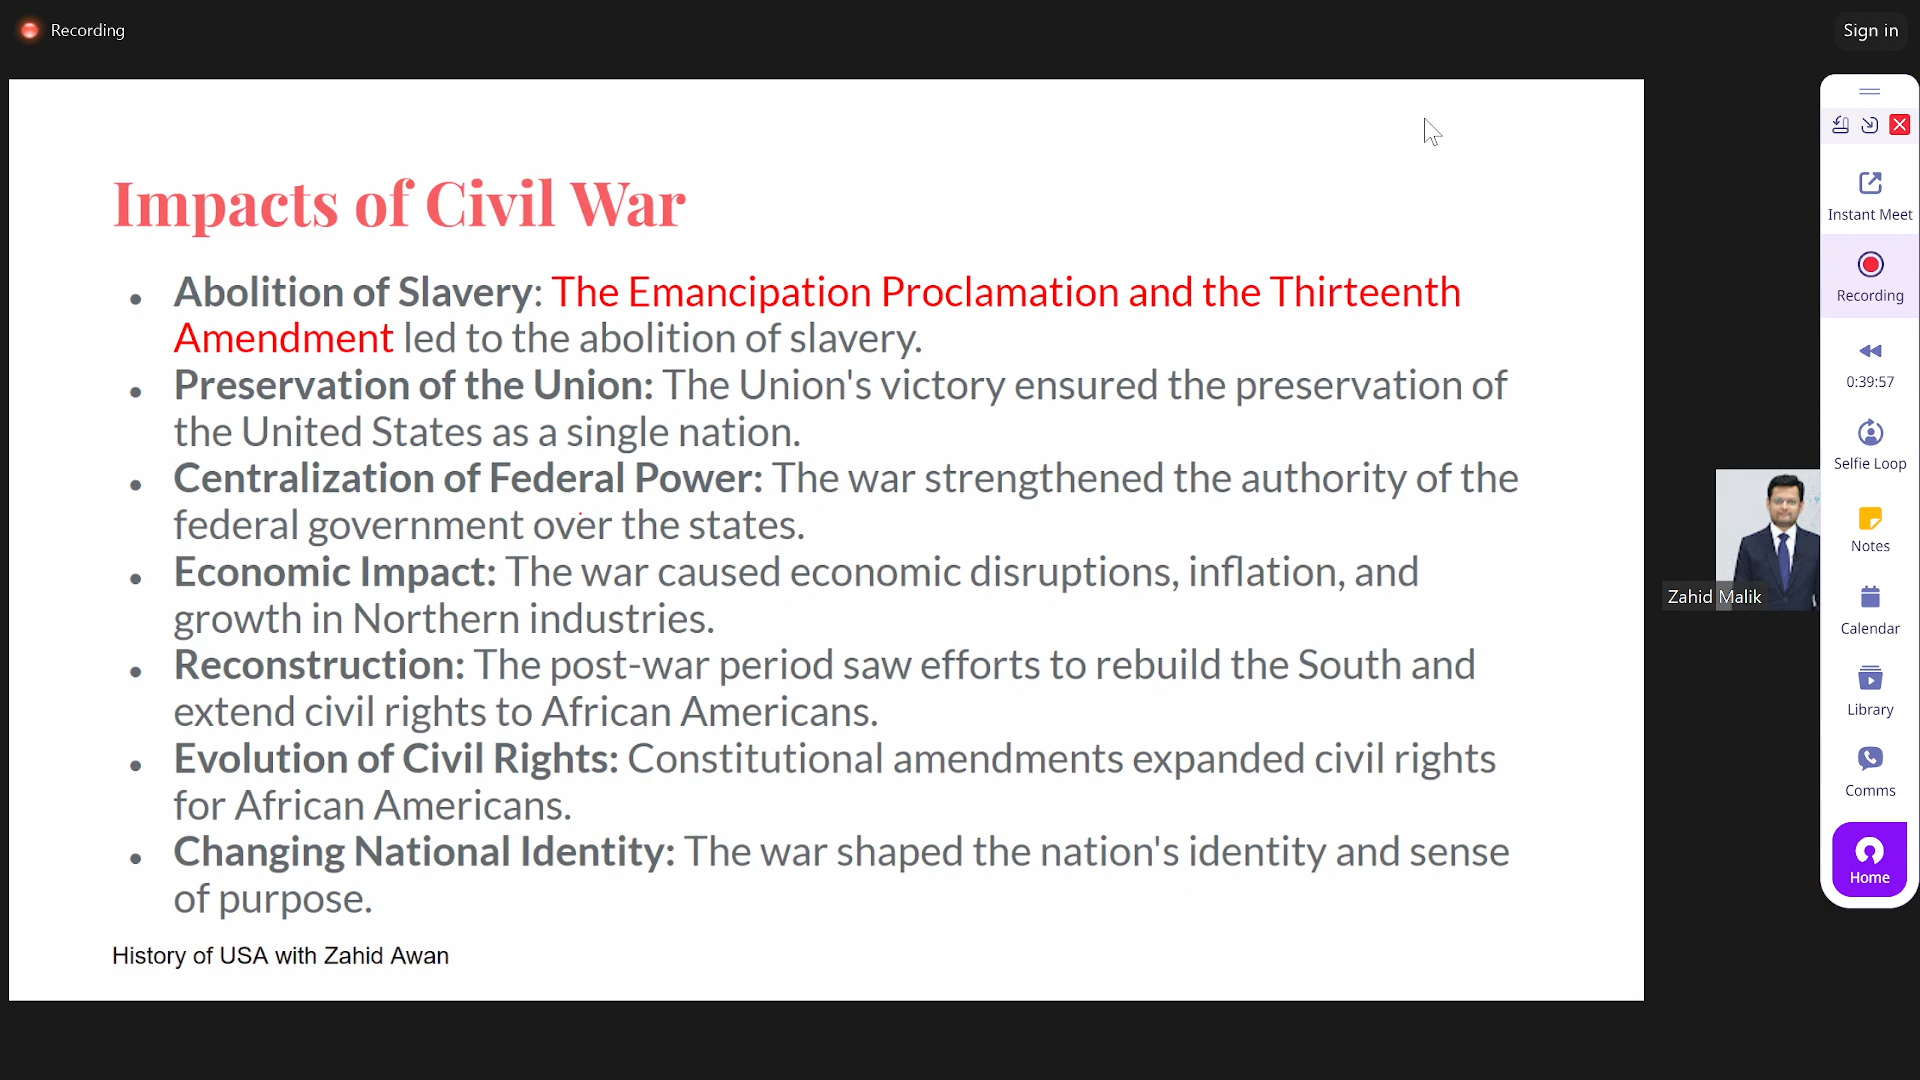 Recording
Sign in
Impacts of Civil War
• Abolition of Slavery: The Emancipation Proclamation and the Thirteenth
Amendment led to the abolition of slavery.
• Preservation of the Union: The Union's victory ensured the preservation of
the United States as a single nation.
• Centralization of Federal Power: The war strengthened the authority of the
federal government over the states.
• Economic Impact: The war caused economic disruptions, inflation, and
growth in Northern industries.
• Reconstruction: The post-war period saw efforts to rebuild the South and
extend civil rights to African Americans.
• Evolution of Civil Rights: Constitutional amendments expanded civil rights
for African Americans.
• Changing National Identity: The war shaped the nation's identity and sense
of purpose.
History of USA with Zahid Awan
Zahid Malik
Instant Meet
Recording
0:39:57
Selfie Loop
Notes
Calendar
Library
Comms
Home